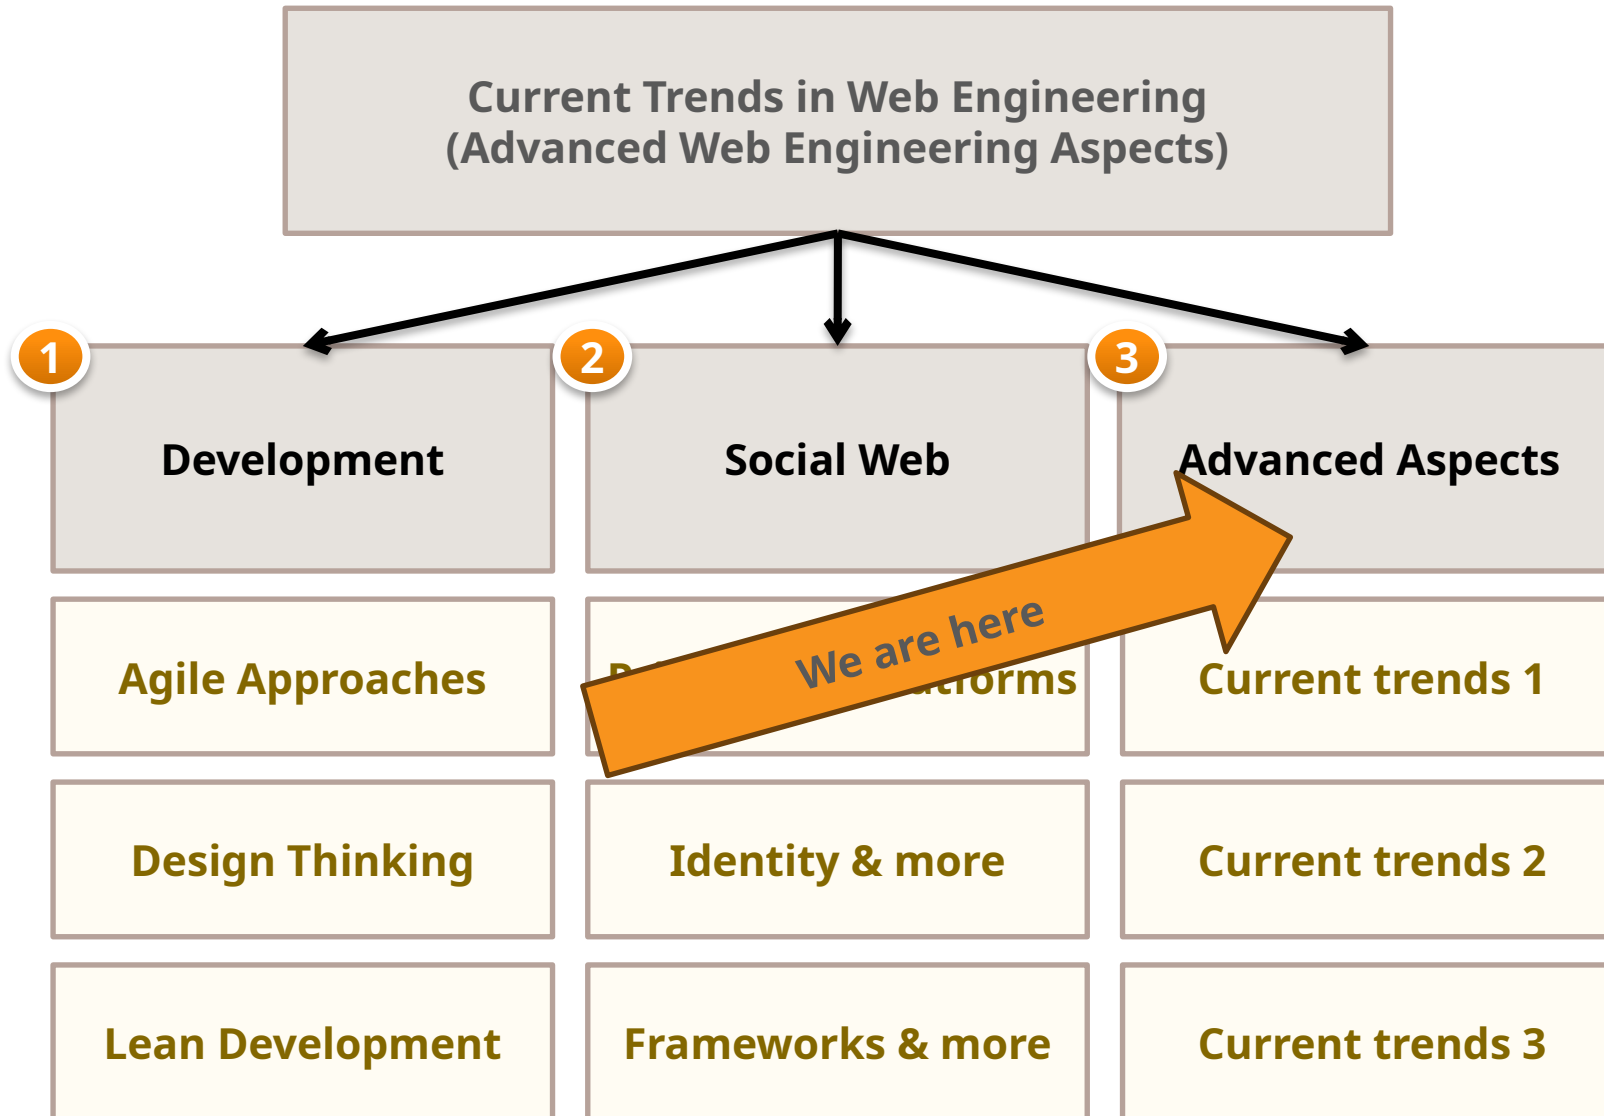 Current Trends in Web Engineering
(Advanced Web Engineering Aspects)
1
2
3
Development
Social Web
Advanced Aspects
We are here
Agile Approaches
Current trends 1
Design Thinking
Identity & more
Current trends 2
Lean Development
Frameworks & more
Current trends 3